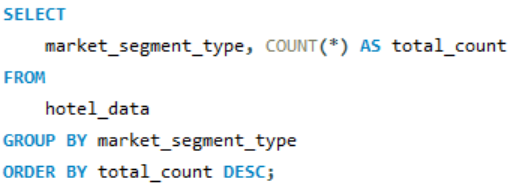 SELECT
    market_segment_type, COUNT(*) AS total_count
FROM
    hotel_data
GROUP BY market_segment_type
ORDER BY total_count DESC;